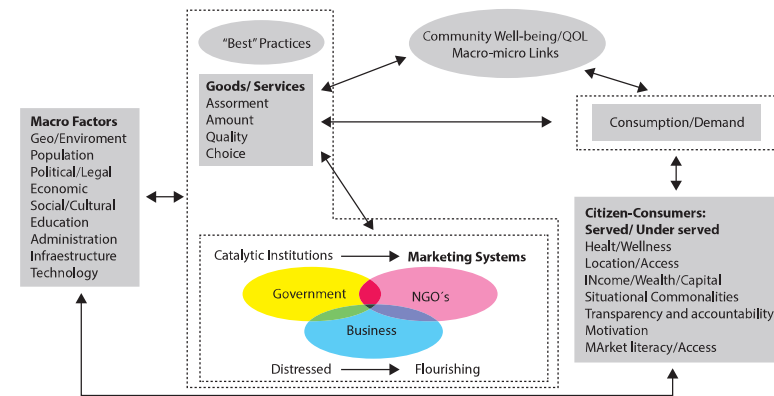 "Best" Practices
Goods/ Services
Assorment
Amount
Quality
Choice
Community Well-being/QOL
Macro-micro Links
Consumption/Demand
Macro Factors
Geo/Enviroment
Population
Political/Legal
Economic
Social/Cultural
Education
Administration
Infraestructure
Technology
Catalytic Institutions
Marketing Systems
Government
NGO´s
Business
Distressed
Flourishing
Citizen-Consumers:
Served/ Under served
Healt/Wellness
Location/Access
INcome/Wealth/Capital
Situational Commonalities
Transparency and accountability
Motivation
MArket literacy/Access